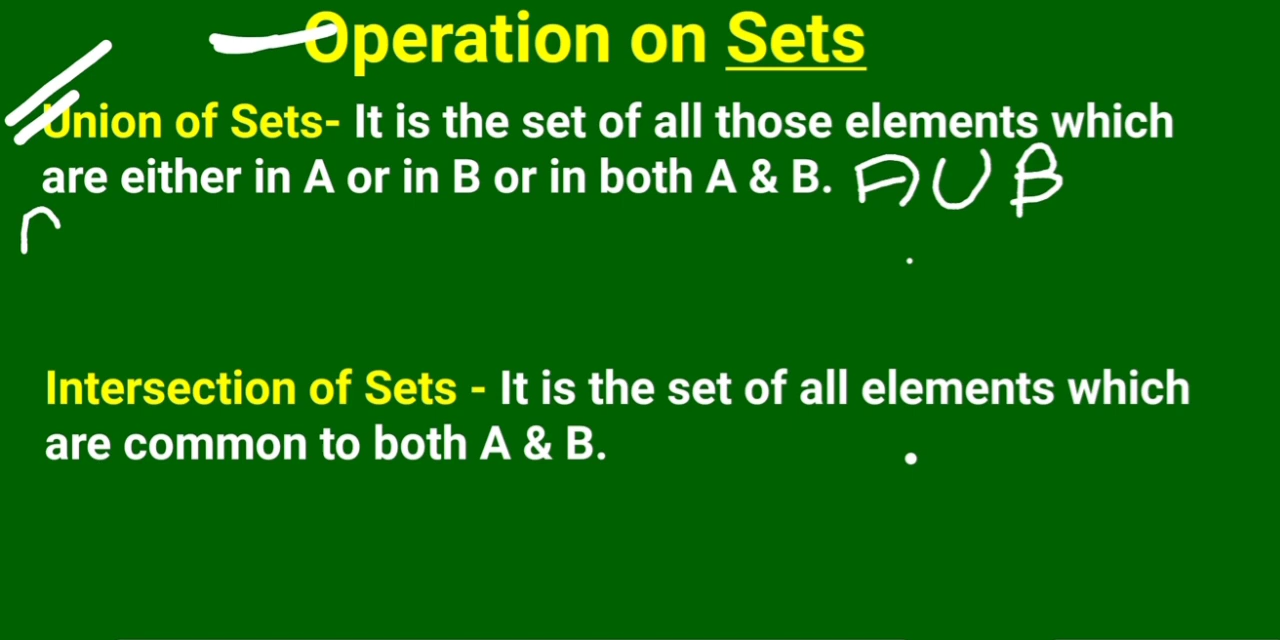 Operation on Sets
Union of Sets- It is the set of all those elements which
are either in A or in B or in both A & B. A U B
Intersection of Sets - It is the set of all elements which
are common to both A & B.